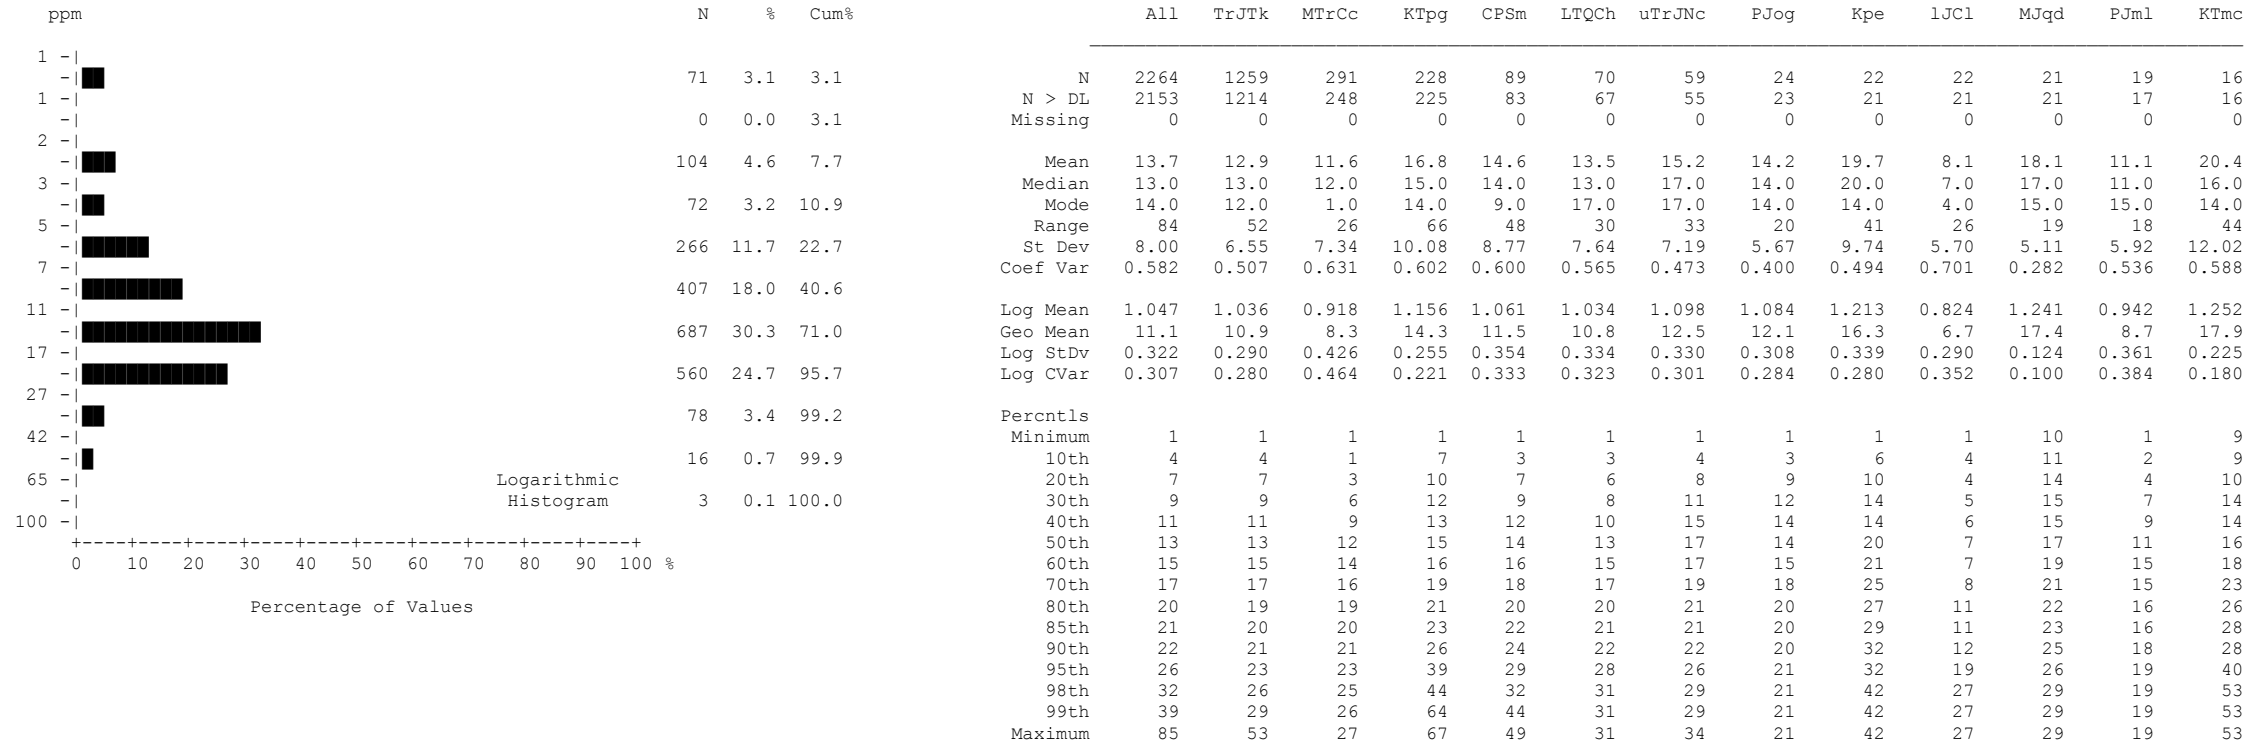 ppm N % Cum% All TrJTk MTrCc KTpg CPSm LTQCh uTrJNc PJog Kpe lJCl MJqd PJml KTmc
1 -|
-| 71 3.1 3.1 N 2264 1259 291 228 89 70 59 24 22 22 21 19 16
1 -| N > DL 2153 1214 248 225 83 67 55 23 21 21 21 17 16
-| 0 0.0 3.1 Missing 0 0 0 0 0 0 0 0 0 0 0 0 0
2 -|
-| 104 4.6 7.7 Mean 13.7 12.9 11.6 16.8 14.6 13.5 15.2 14.2 19.7 8.1 18.1 11.1 20.4
3 -| Median 13.0 13.0 12.0 15.0 14.0 13.0 17.0 14.0 20.0 7.0 17.0 11.0 16.0
-| 72 3.2 10.9 Mode 14.0 12.0 1.0 14.0 9.0 17.0 17.0 14.0 14.0 4.0 15.0 15.0 14.0
5 -| Range 84 52 26 66 48 30 33 20 41 26 19 18 44
-| 266 11.7 22.7 St Dev 8.00 6.55 7.34 10.08 8.77 7.64 7.19 5.67 9.74 5.70 5.11 5.92 12.02
7 -| Coef Var 0.582 0.507 0.631 0.602 0.600 0.565 0.473 0.400 0.494 0.701 0.282 0.536 0.588
-| 407 18.0 40.6
11 -| Log Mean 1.047 1.036 0.918 1.156 1.061 1.034 1.098 1.084 1.213 0.824 1.241 0.942 1.252
-| 687 30.3 71.0 Geo Mean 11.1 10.9 8.3 14.3 11.5 10.8 12.5 12.1 16.3 6.7 17.4 8.7 17.9
17 -| Log StDv 0.322 0.290 0.426 0.255 0.354 0.334 0.330 0.308 0.339 0.290 0.124 0.361 0.225
-| 560 24.7 95.7 Log CVar 0.307 0.280 0.464 0.221 0.333 0.323 0.301 0.284 0.280 0.352 0.100 0.384 0.180
27 -|
-| 78 3.4 99.2 Percntls
42 -| Minimum 1 1 1 1 1 1 1 1 1 1 10 1 9
-| 16 0.7 99.9 10th 4 4 1 7 3 3 4 3 6 4 11 2 9
65 -| Logarithmic 20th 7 7 3 10 7 6 8 9 10 4 14 4 10
-| Histogram 3 0.1 100.0 30th 9 9 6 12 9 8 11 12 14 5 15 7 14
100 -| 40th 11 11 9 13 12 10 15 14 14 6 15 9 14
+----+----+----+----+----+----+----+----+----+----+ 50th 13 13 12 15 14 13 17 14 20 7 17 11 16
0 10 20 30 40 50 60 70 80 90 100 % 60th 15 15 14 16 16 15 17 15 21 7 19 15 18
70th 17 17 16 19 18 17 19 18 25 8 21 15 23
Percentage of Values 80th 20 19 19 21 20 20 21 20 27 11 22 16 26
85th 21 20 20 23 22 21 21 20 29 11 23 16 28
90th 22 21 21 26 24 22 22 20 32 12 25 18 28
95th 26 23 23 39 29 28 26 21 32 19 26 19 40
98th 32 26 25 44 32 31 29 21 42 27 29 19 53
99th 39 29 26 64 44 31 29 21 42 27 29 19 53
Maximum 85 53 27 67 49 31 34 21 42 27 29 19 53